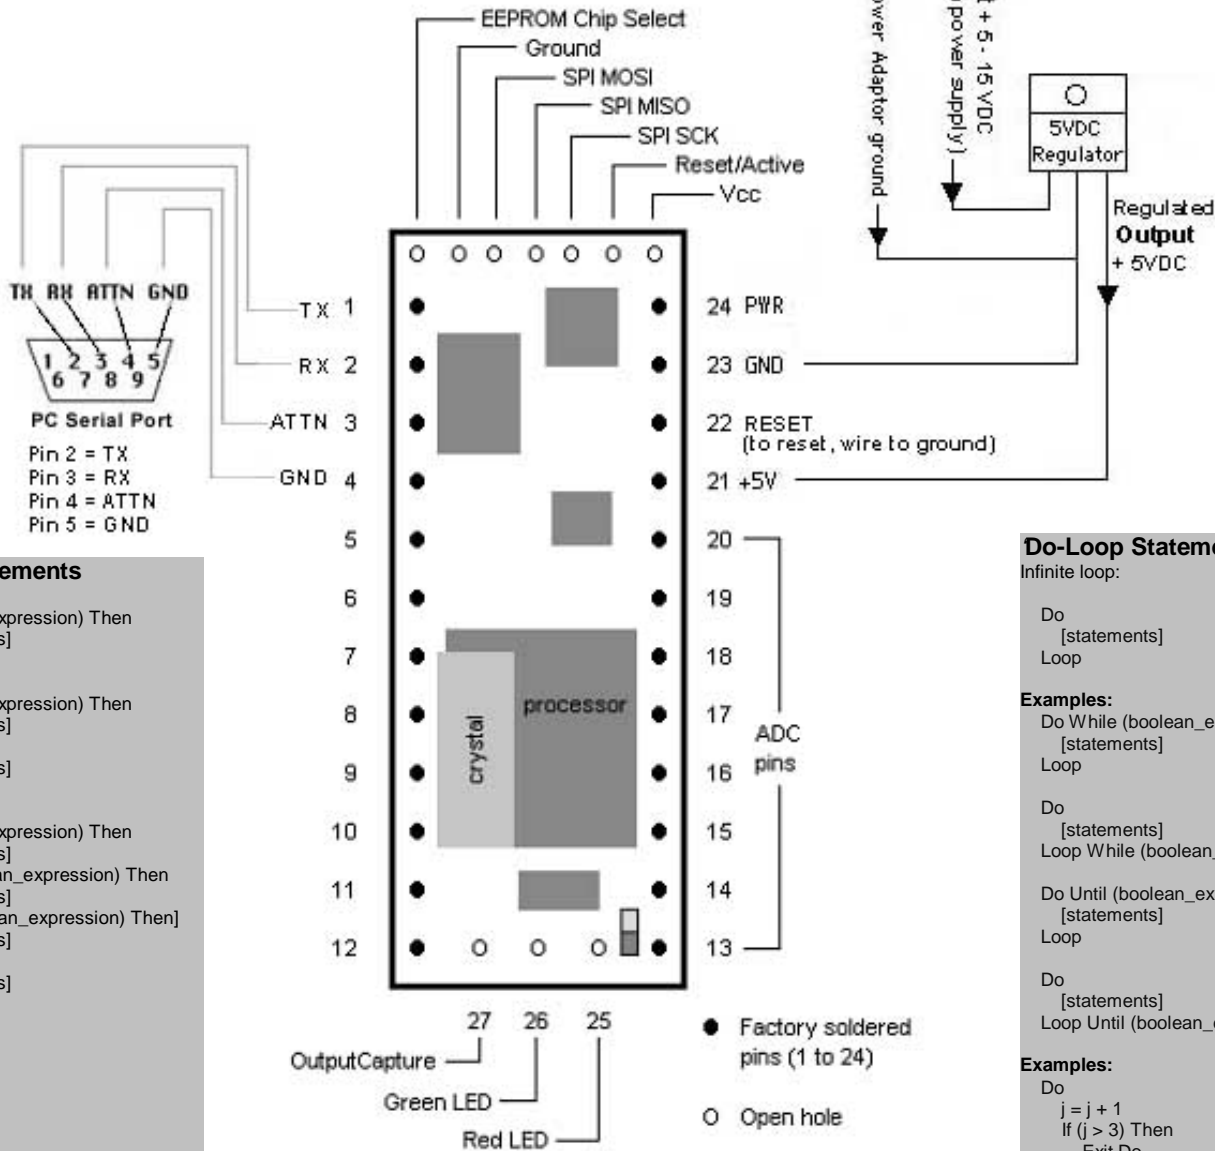 EEPROM Chip Select
Ground
SPI MOSI
SPI MISO
SPI SCK
Reset/Active
Vcc
Adaptor ground
+ 5 - 15 VDC
power supply)
5VDC
Regulator
Regulated
Output
+ 5VDC
TX RX ATTN GND
1 2 3 4 5
6 7 8 9
PC Serial Port
Pin 2 = TX
Pin 3 = RX
Pin 4 = ATTN
Pin 5 = GND
TX 1
RX 2
ATTN 3
GND 4
5
6
7
8
9
10
11
12
24 PWR
23 GND
22 RESET
(to reset, wire to ground)
21 +5V
20
19
18
17
16
15
14
13
ADC
pins
processor
crystal
27 26 25
OutputCapture
Green LED
Red LED
Factory soldered
pins (1 to 24)
Open hole
ements
xpression) Then
s]
xpression) Then
s]
s]
xpression) Then
s]
an_expression) Then
s]
an_expression) Then]
s]
s]
Do-Loop Stateme
Infinite loop:
Do
[statements]
Loop
Examples:
Do While (boolean_e
[statements]
Loop
Do
[statements]
Loop While (boolean_
Do Until (boolean_ex
[statements]
Loop
Do
[statements]
Loop Until (boolean_e
Examples:
Do
j = j + 1
If (j > 3) Then
Exit Do